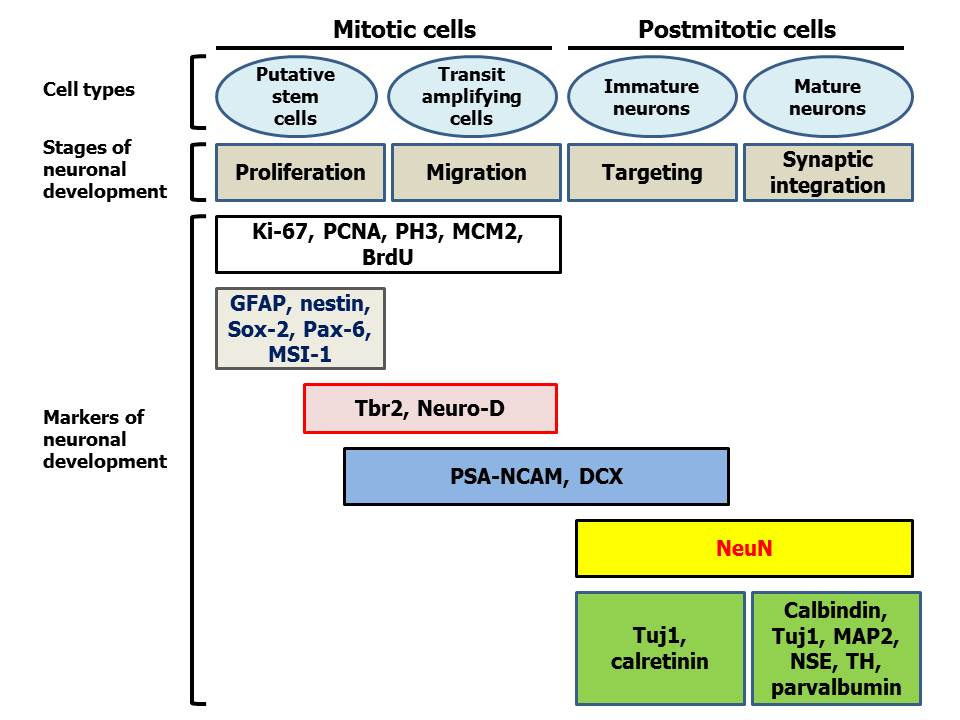 Mitotic cells
Postmitotic cells
Cell types
Putative
stem
cells
Transit
amplifying
cells
Immature
neurons
Mature
neurons
Stages of
neuronal
development
Proliferation
Migration
Targeting
Synaptic
integration
Markers of
neuronal
development
Ki-67, PCNA, PH3, MCM2,
BrdU
GFAP, nestin,
Sox-2, Pax-6,
MSI-1
Tbr2, Neuro-D
PSA-NCAM, DCX
NeuN
Tuj1,
calretinin
Calbindin,
Tuj1, MAP2,
NSE, TH,
parvalbumin